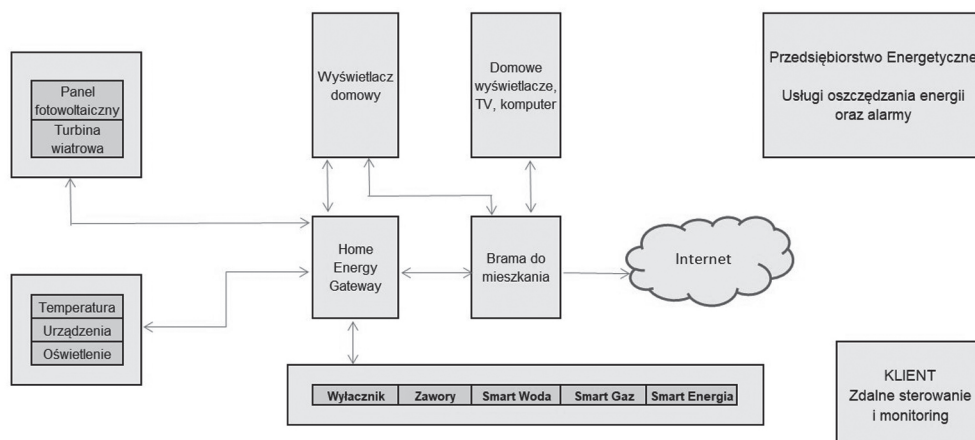 Panel
fotowoltaiczny
Turbina
wiatrowa
Wyświetlacz
domowy
Domowe
wyświetlacze,
TV, komputer
Przedsiębiorstwo Energetyczne
Usługi oszczędzania energii
oraz alarmy
Home
Energy
Gateway
Brama do
mieszkania
Internet
Temperatura
Urządzenia
Oświetlenie
Wyłacznik
Zawory
Smart Woda
Smart Gaz
Smart Energia
KLIENT
Zdalne sterowanie
i monitoring